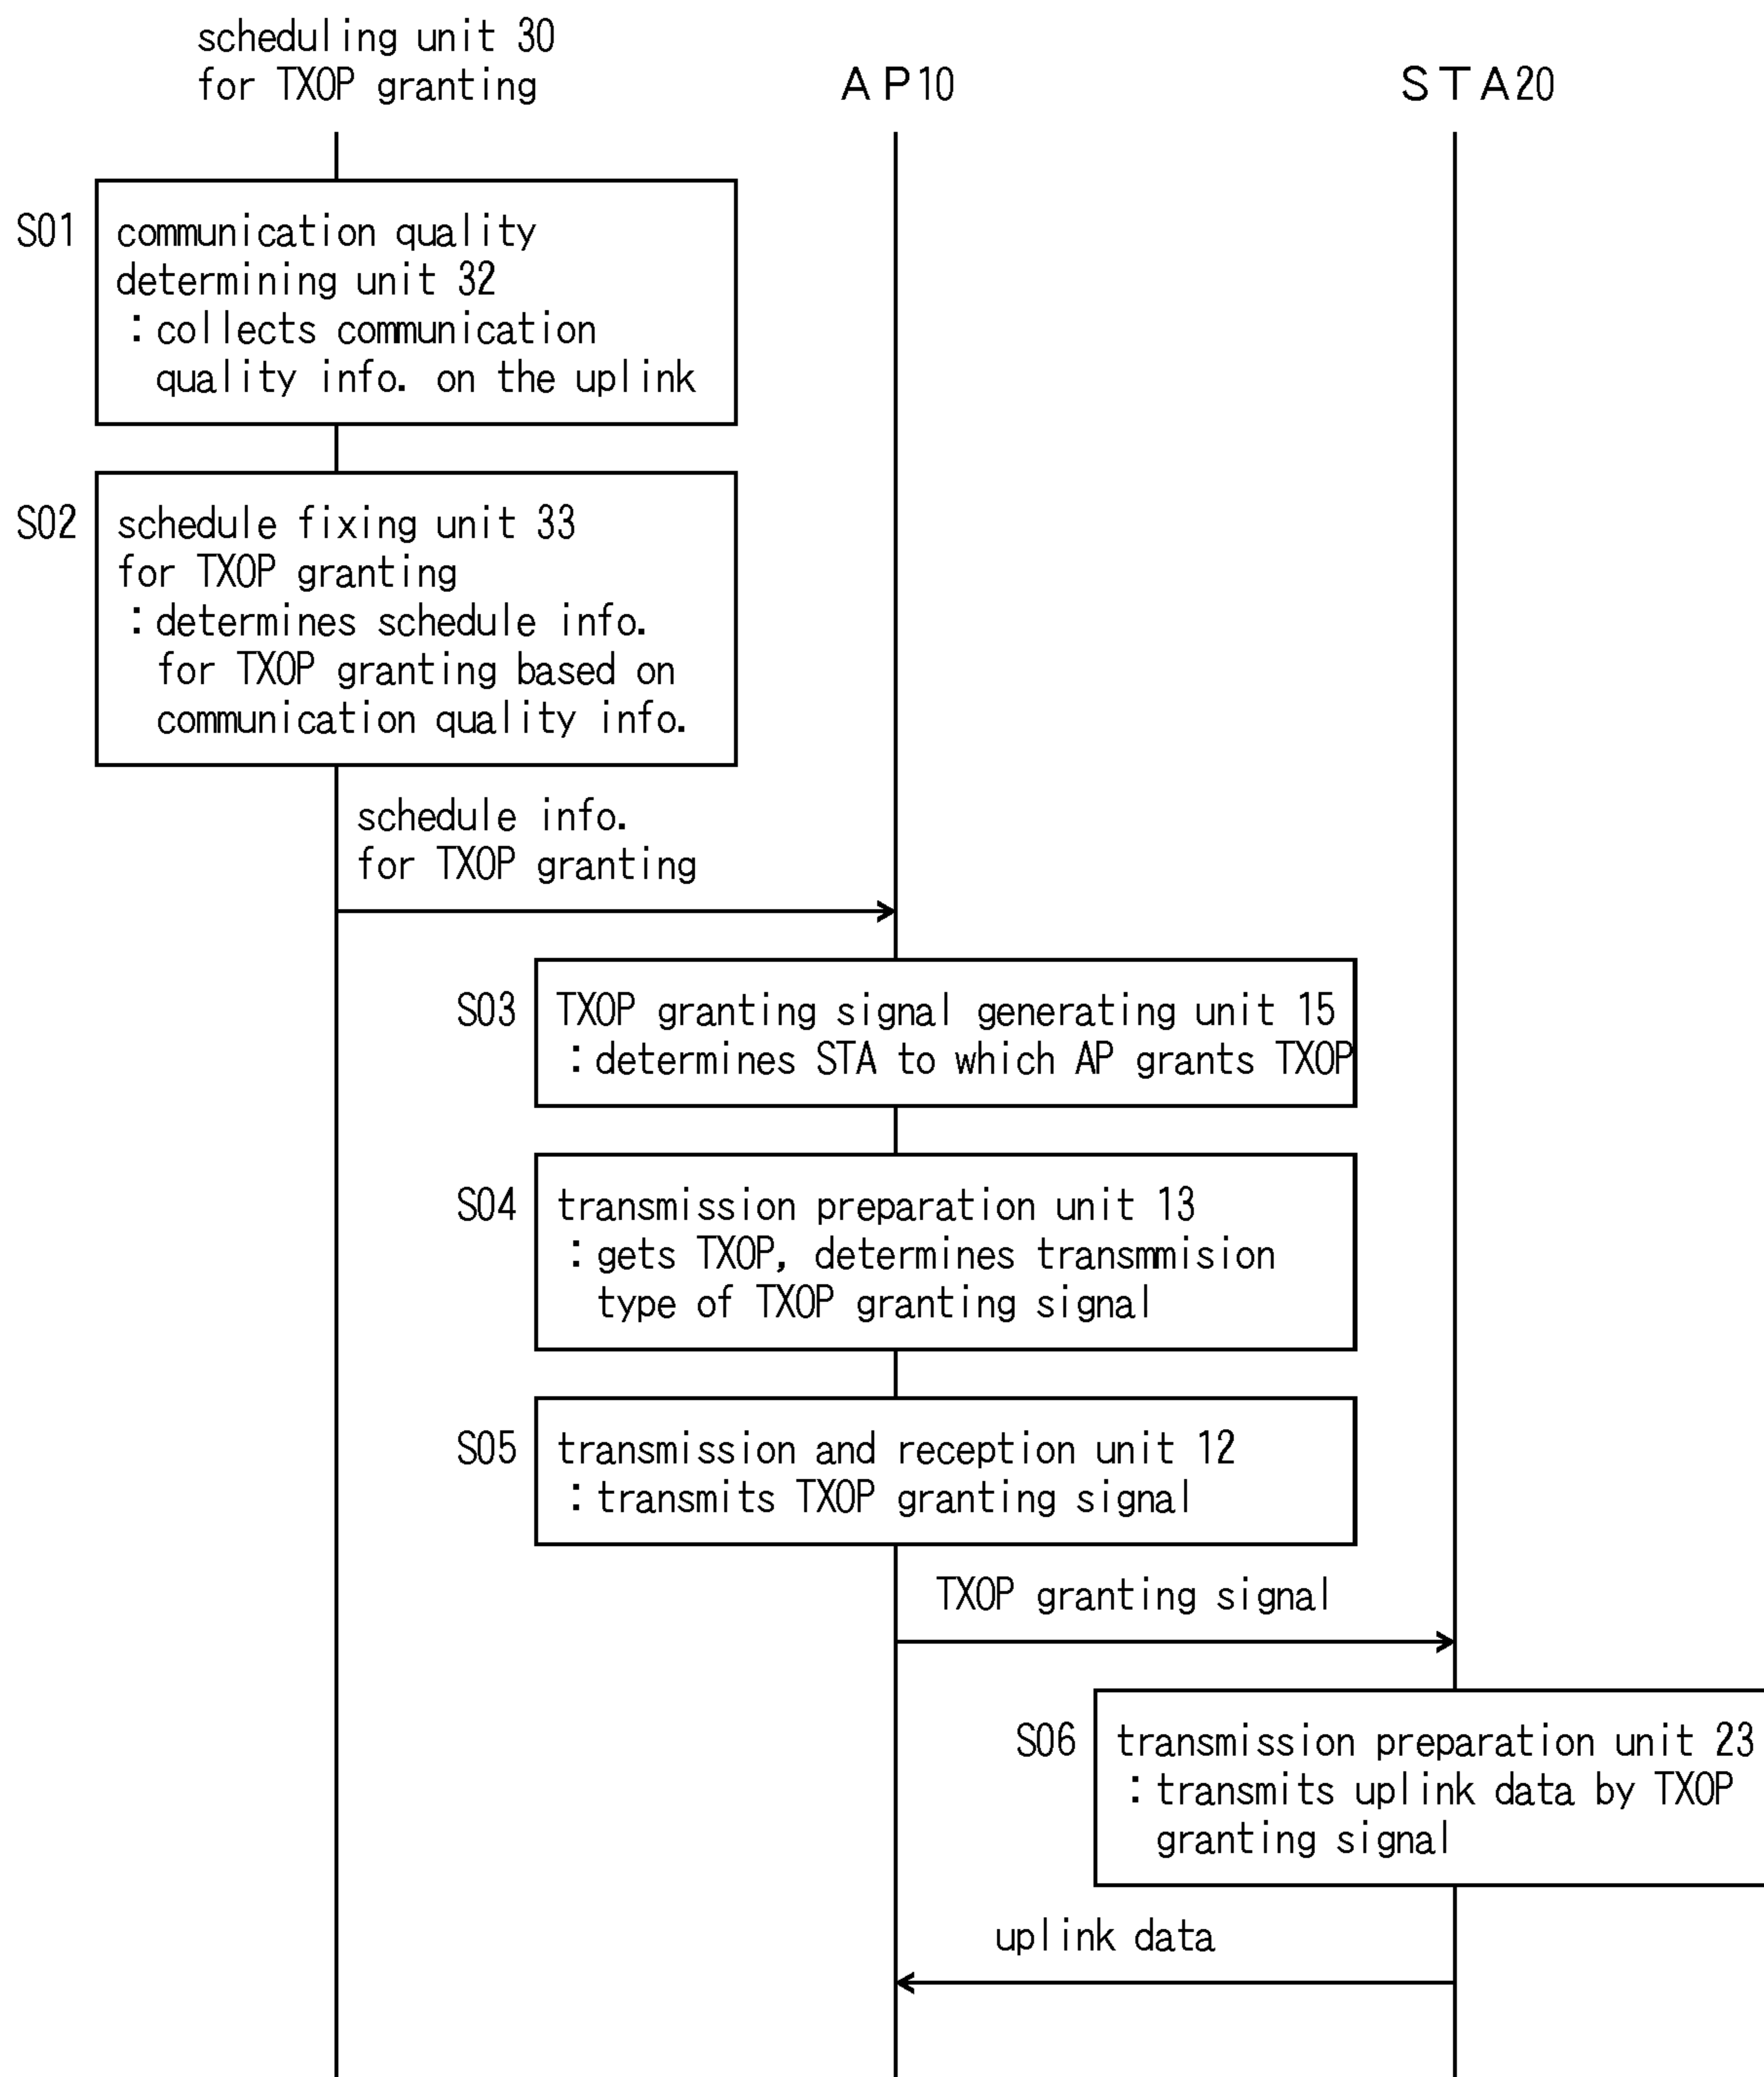 scheduling unit 30
for TXOP granting
AP10
STA20
S01
communication quality
determining unit 32
:collects communication
quality info. on the uplink
S02
schedule fixing unit 33
for TXOP granting
:determines schedule info.
for TXOP granting based on
communication quality info.
schedule info.
for TXOP granting
S03
TXOP granting signal generating unit 15
:determines STA to which AP grants TXOP
S04
transmission preparation unit 13
:gets TXOP, determines transmmision
type of TXOP granting signal
S05
transmission and reception unit 12
:transmits TXOP granting signal
TXOP granting signal
S06
transmission preparation unit 23
:transmits uplink data by TXOP
granting signal
uplink data